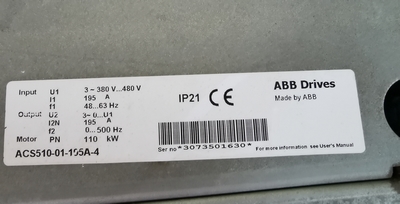 Input U1 3~380 V...480 V
I1 195 A
f1 48...63 Hz
Output U2 3~0...U1
I2N 195 A
f2 0...500 Hz
Motor PN 110 kW
ACS510-01-195A-4
IP21 CE
ABB Drives
Made by ABB
Ser no *3073501630*
For more information see User's Manual